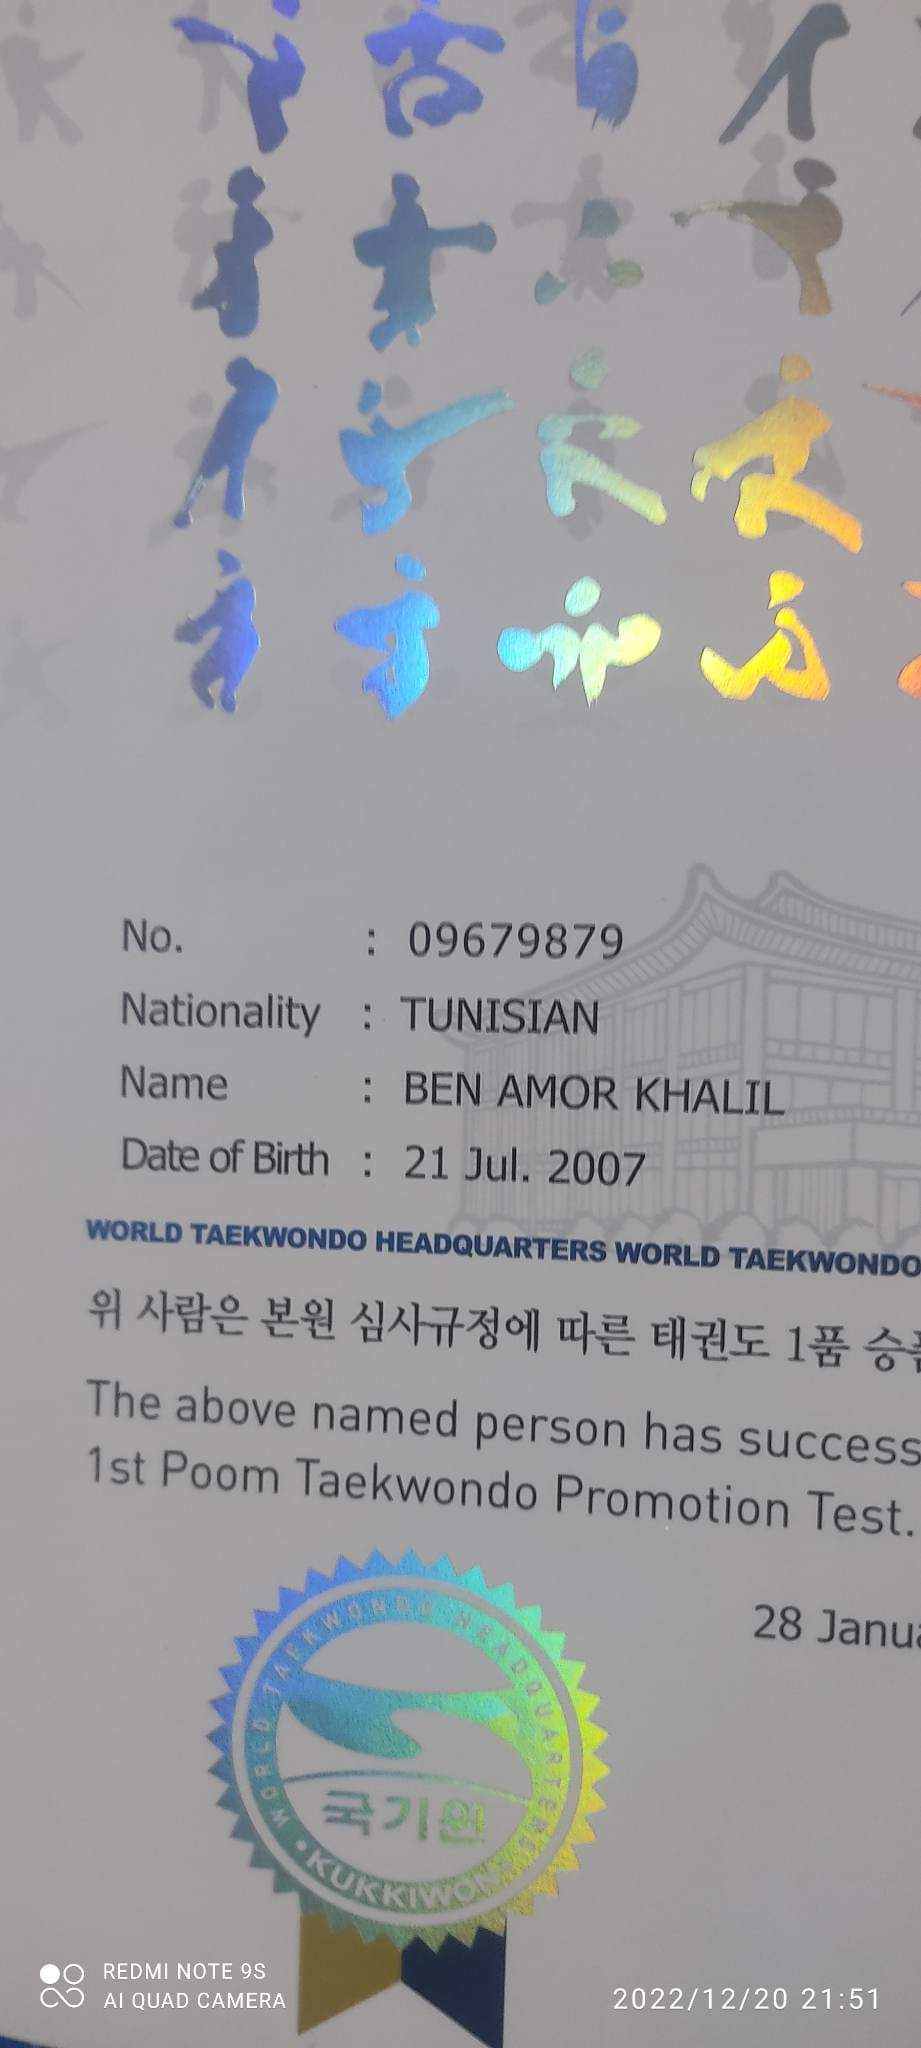 No. : 09679879
Nationality : TUNISIAN
Name : BEN AMOR KHALIL
Date of Birth : 21 Jul. 2007
WORLD TAEKWONDO HEADQUARTERS WORLD TAEKWONDO
위 사람은 본원 심사규정에 따른 태권도 1품 승
The above named person has success
1st Poom Taekwondo Promotion Test.
28 Janu
WORLD TAEKWONDO HEADQUARTERS
국기원
• KUKKIWON
REDMI NOTE 9S
AI QUAD CAMERA
2022/12/20 21:51